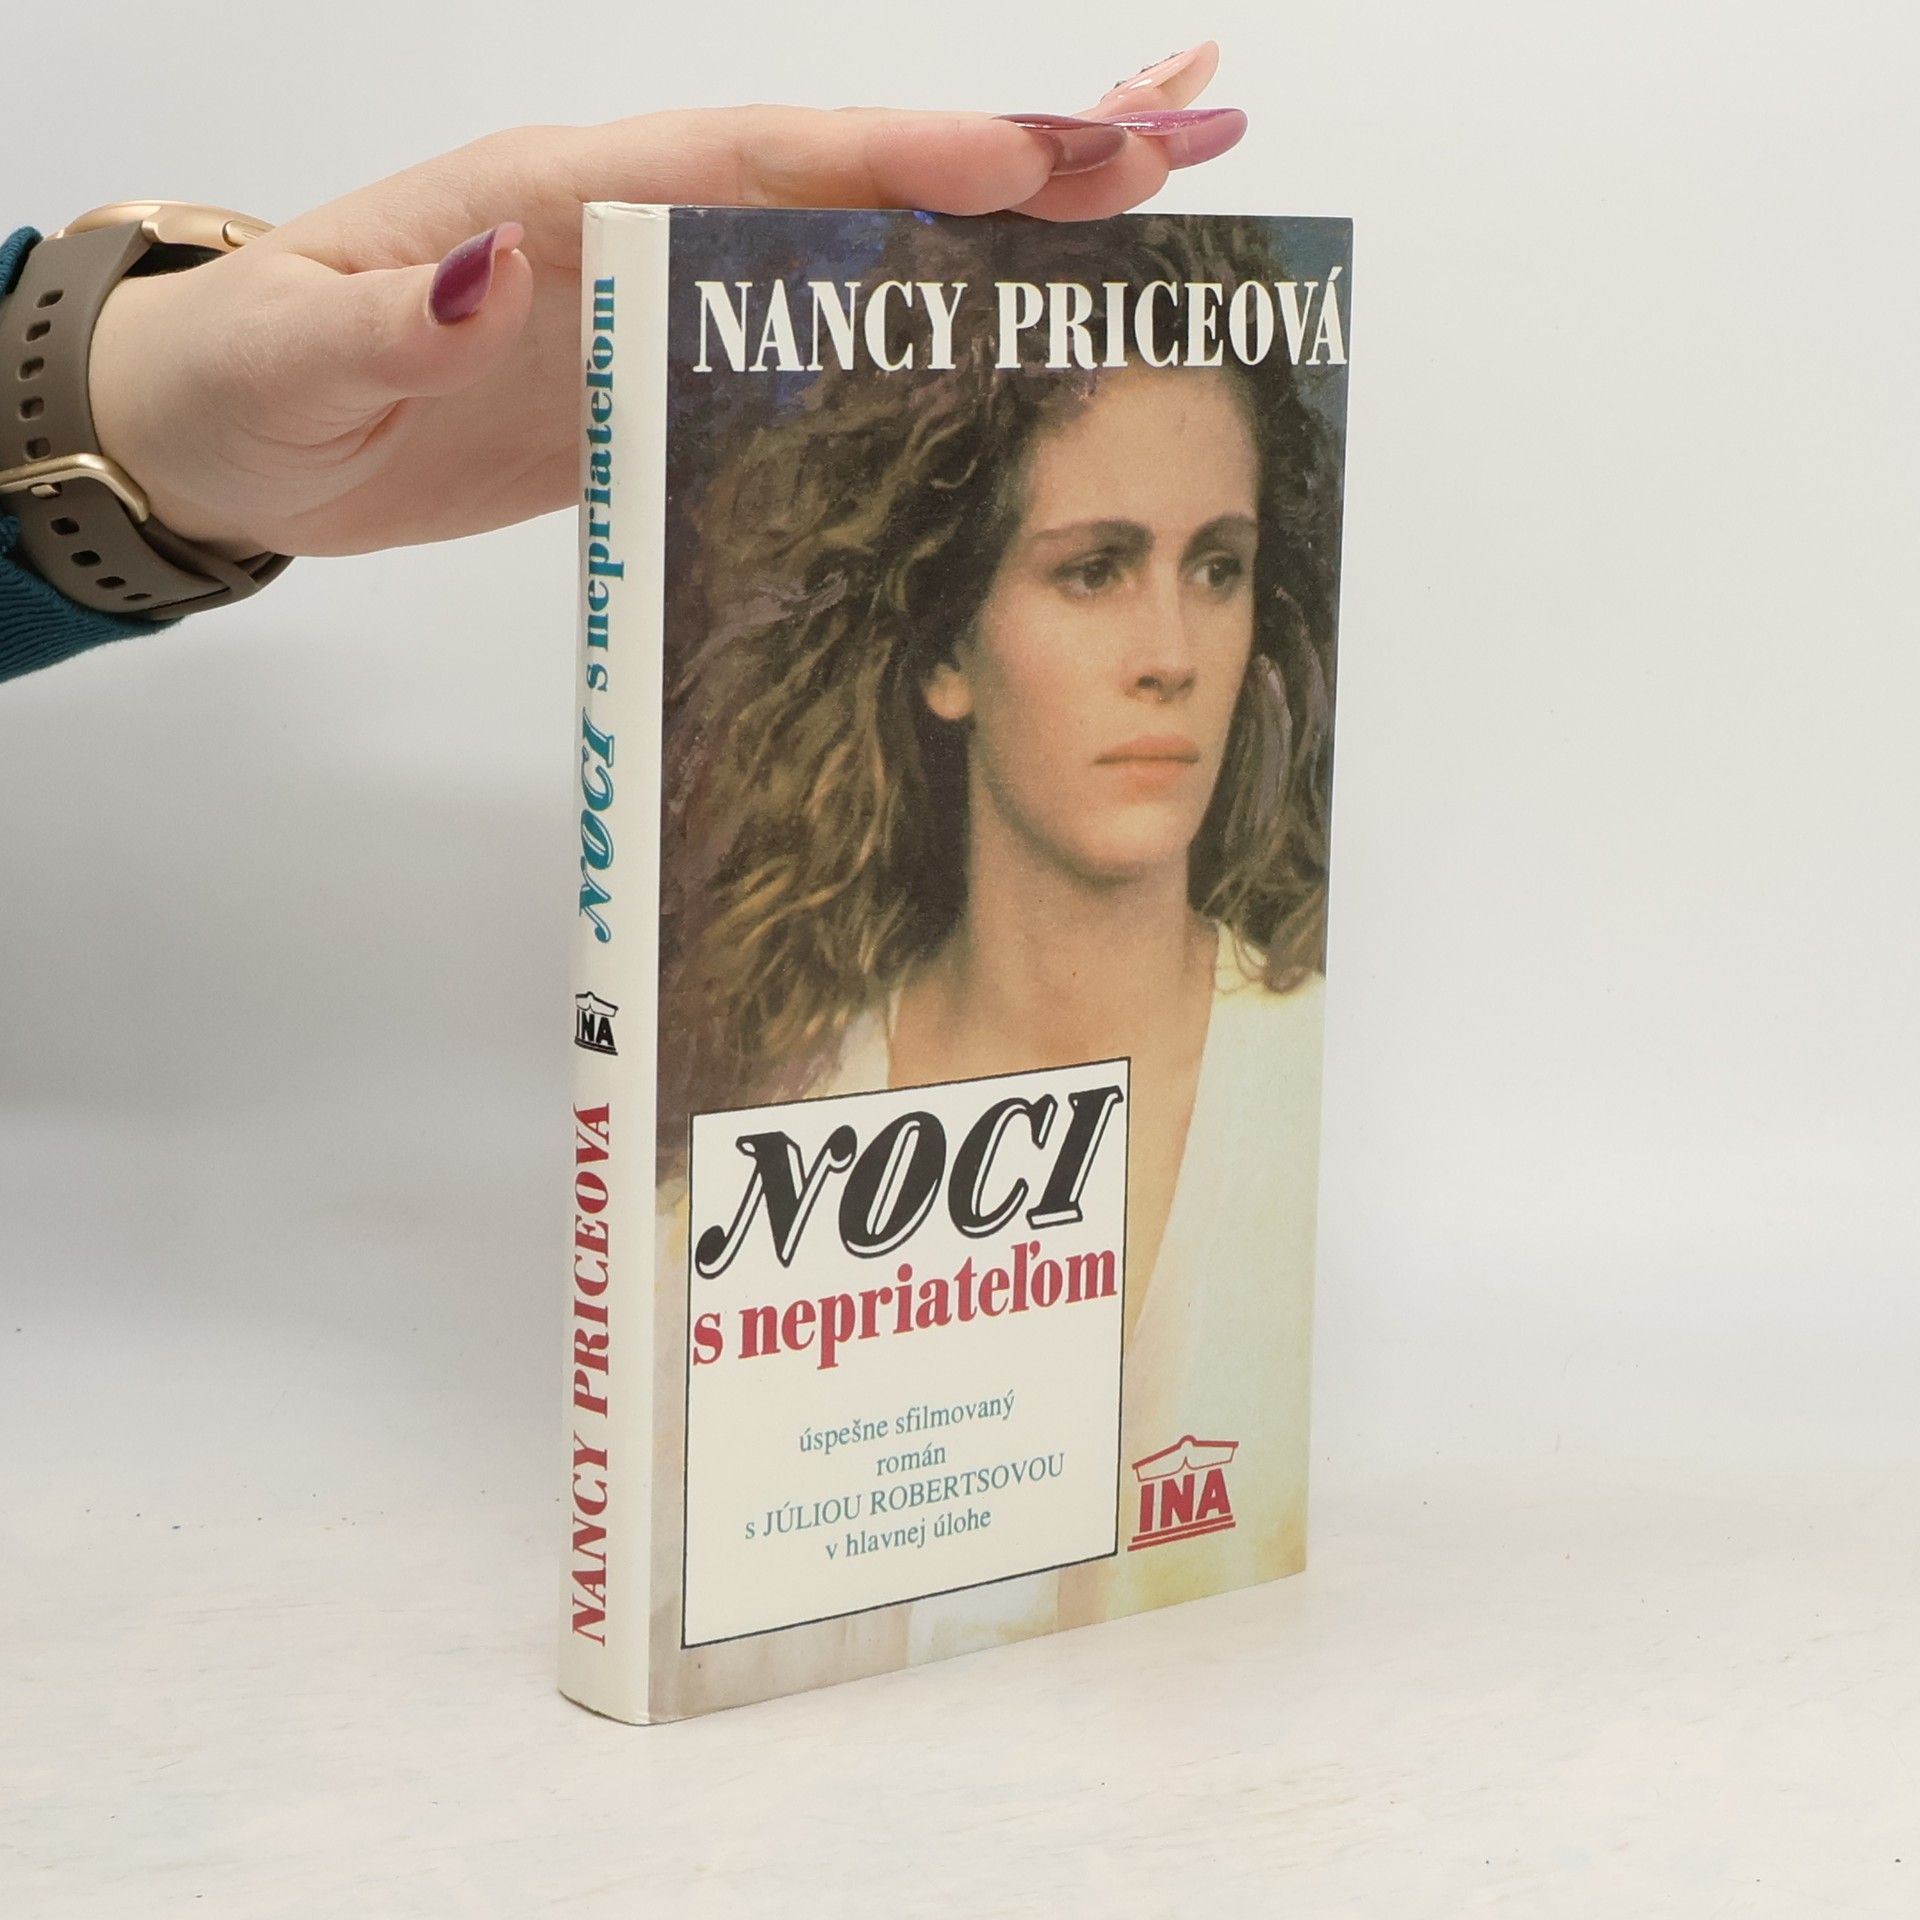 NANCY PRICEOVÁ
NOCI
s nepriateľom
úspešne sfilmovaný
román
s JÚLIOU ROBERTSOVOU
v hlavnej úlohe
INA
NANCY PRICEOVÁ INA NOCI s nepriateľom